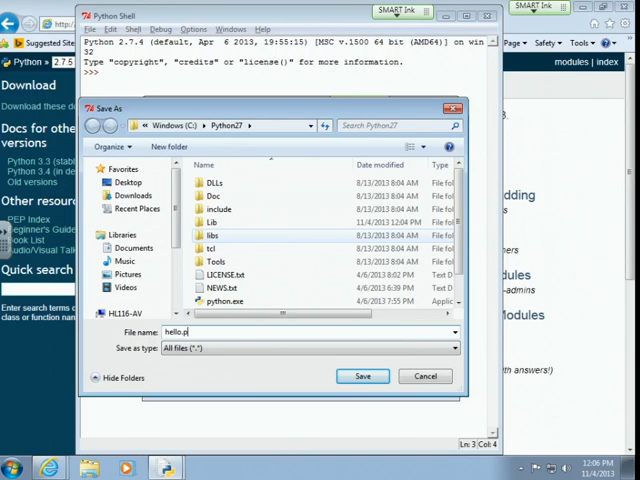 Python Shell
SMART Ink
SMART Ink
File Edit Shell Debug Options Windows Help
http://
Suggested Sites
Page Safety Tools
Python 2.7.4 (default, Apr 6 2013, 19:55:15) [MSC v.1500 64 bit (AMD64)] on win
32
Type "copyright", "credits" or "license()" for more information.
>>>
Python » 2.7.5
modules | index
Download
Download these do
Docs for othe
versions
Python 3.3 (stabl
Python 3.4 (in de
Old versions
Other resour
PEP Index
Beginner's Guide
Book List
Audio/Visual Talk
Quick search
Enter search terms o
class or function nam
Save As
Windows (C:) Python27
Search Python27
Organize New folder
Favorites
Desktop
Downloads
Recent Places
Libraries
Documents
Music
Pictures
Videos
HL116-AV
Name Date modified Type
DLLs 8/13/2013 8:04 AM File fol
Doc 8/13/2013 8:04 AM File fol
include 8/13/2013 8:04 AM File fol
Lib 11/4/2013 12:04 PM File fol
libs 8/13/2013 8:04 AM File fol
tcl 8/13/2013 8:04 AM File fol
Tools 8/13/2013 8:04 AM File fol
LICENSE.txt 4/6/2013 8:02 PM Text D
NEWS.txt 4/6/2013 6:39 PM Text D
python.exe 4/6/2013 7:55 PM Applic
File name: hello.p
Save as type: All files (*.*)
Hide Folders
Save Cancel
3.
dding
ners
dules
-admins
Modules
th answers!)
Ln: 3 Col: 4
12:06 PM
11/4/2013